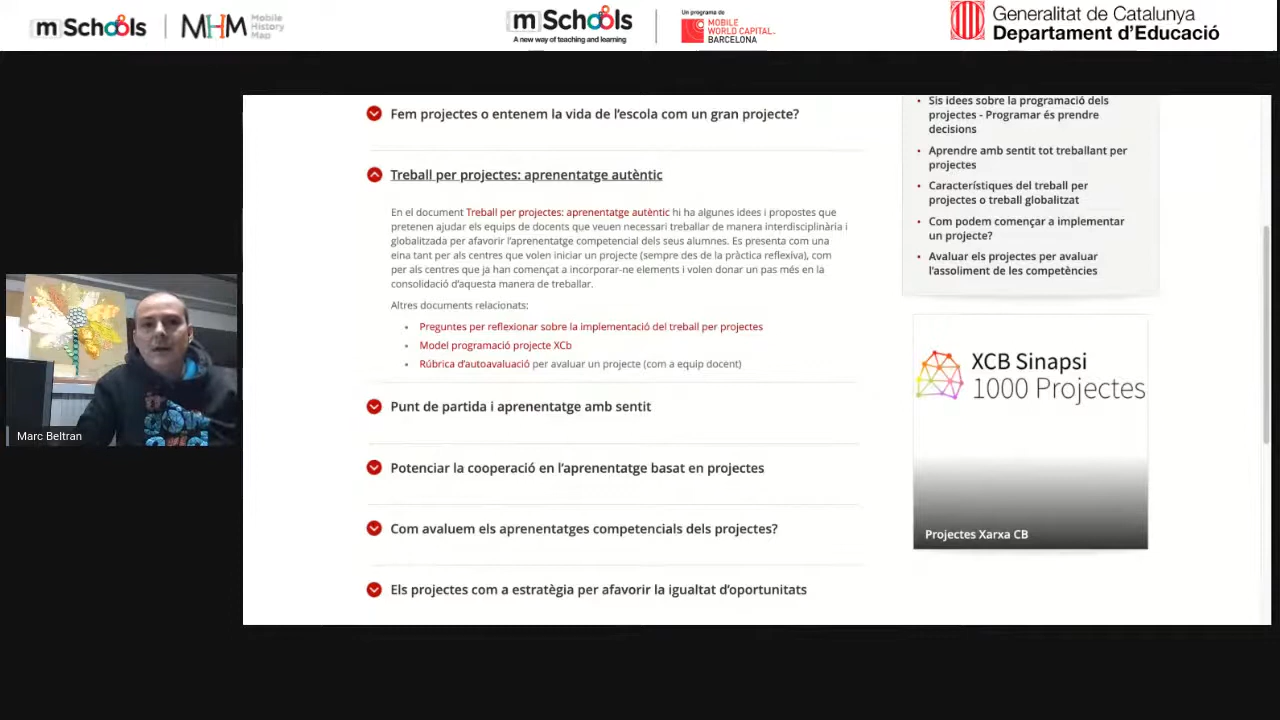 mSchools
MHM
Mobile
History
Map
mSchools
A new way of teaching and learning
Un programa de
MOBILE
WORLD CAPITAL.
BARCELONA
Generalitat de Catalunya
Departament d'Educació
Fem projectes o entenem la vida de l'escola com un gran projecte?
Treball per projectes: aprenentatge autèntic
En el document Treball per projectes: aprenentatge autèntic hi ha algunes idees i propostes que
pretenen ajudar els equips de docents que veuen necessari treballar de manera interdisciplinària i
globalitzada per afavorir l'aprenentatge competencial dels seus alumnes. Es presenta com una
eina tant per als centres que volen iniciar un projecte (sempre des de la pràctica reflexiva), com
per als centres que ja han començat a incorporar-ne elements i volen donar un pas més en la
consolidació d'aquesta manera de treballar.
Altres documents relacionats:
• Preguntes per reflexionar sobre la implementació del treball per projectes
• Model programació projecte XCb
• Rúbrica d'autoavaluació per avaluar un projecte (com a equip docent)
Punt de partida i aprenentatge amb sentit
Potenciar la cooperació en l'aprenentatge basat en projectes
Com avaluem els aprenentatges competencials dels projectes?
Els projectes com a estratègia per afavorir la igualtat d'oportunitats
• Sis idees sobre la programació dels
projectes - Programar és prendre
decisions
• Aprendre amb sentit tot treballant per
projectes
• Característiques del treball per
projectes o treball globalitzat
• Com podem començar a implementar
un projecte?
• Avaluar els projectes per avaluar
l'assoliment de les competències
XCB Sinapsi
1000 Projectes
Projectes Xarxa CB
Marc Beltran